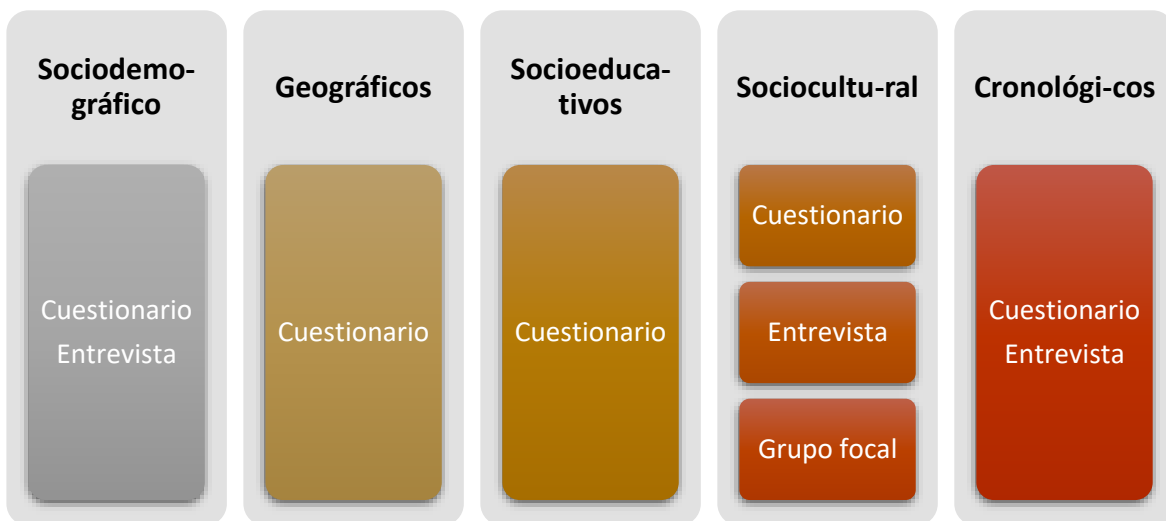 Sociodemo-
gráfico
Cuestionario
Entrevista
Geográficos
Cuestionario
Socioeduca-
tivos
Cuestionario
Sociocultu-ral
Cuestionario
Entrevista
Grupo focal
Cronológi-cos
Cuestionario
Entrevista